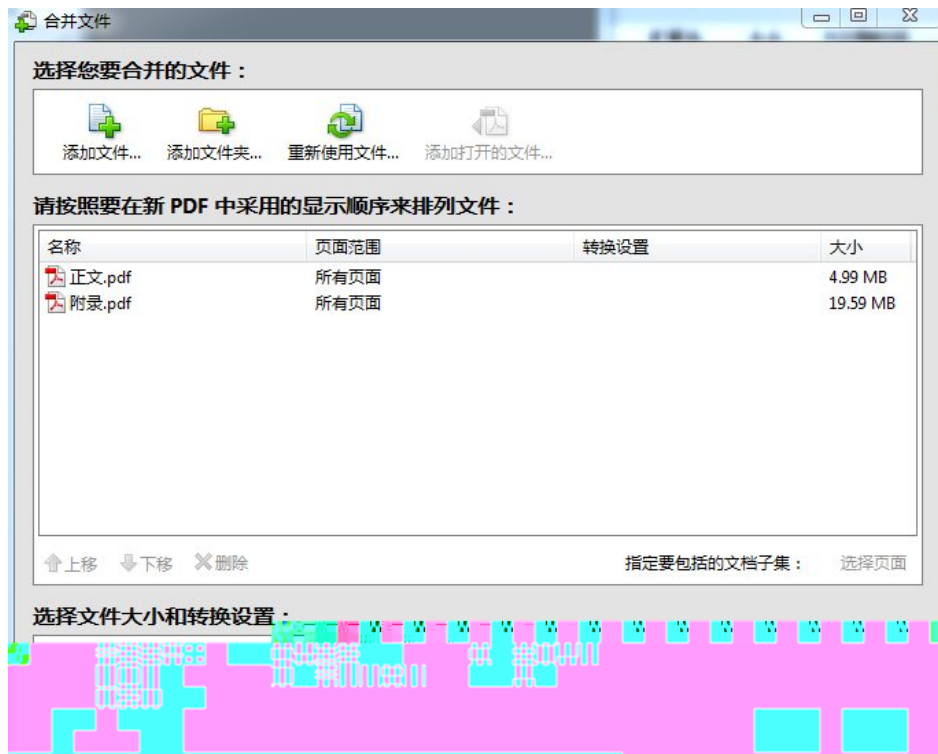 合并文件
选择您要合并的文件：
添加文件... 添加文件夹... 重新使用文件... 添加打开的文件...
请按照要在新 PDF 中采用的显示顺序来排列文件：
名称 页面范围 转换设置 大小
正文.pdf 所有页面 4.99 MB
附录.pdf 所有页面 19.59 MB
上移 下移 删除 指定要包括的文档子集： 选择页面
选择文件大小和转换设置：